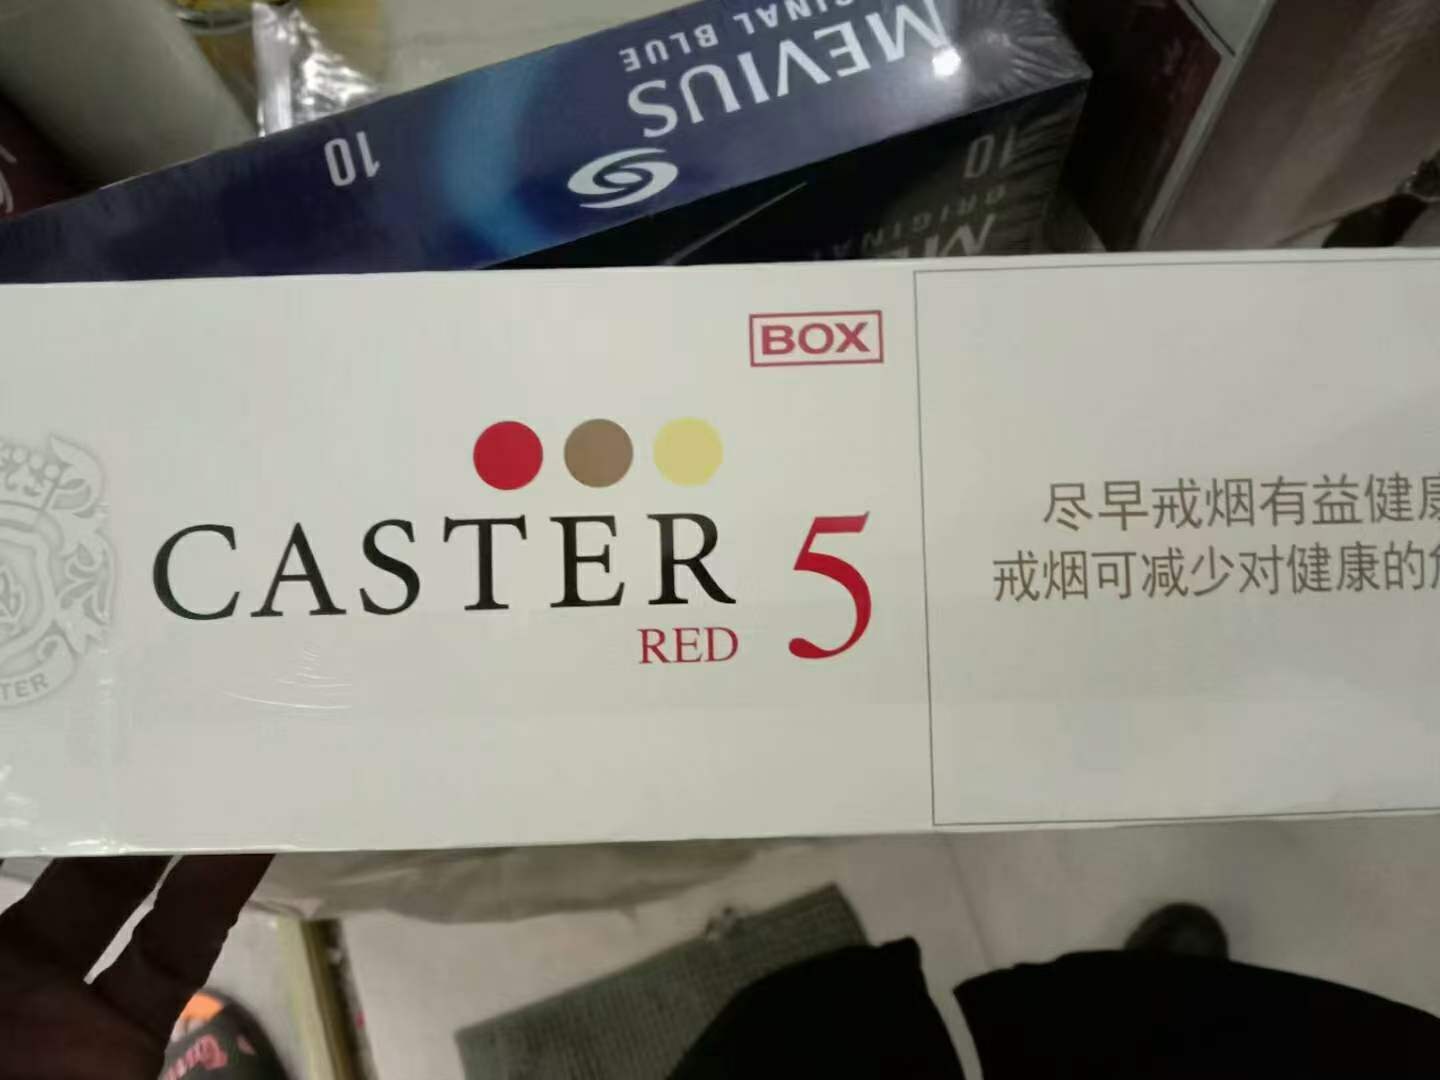 MEVIUS
ORIGINAL BLUE
10
10
BOX
CASTER 5
RED
尽早戒烟有益健康
戒烟可减少对健康的